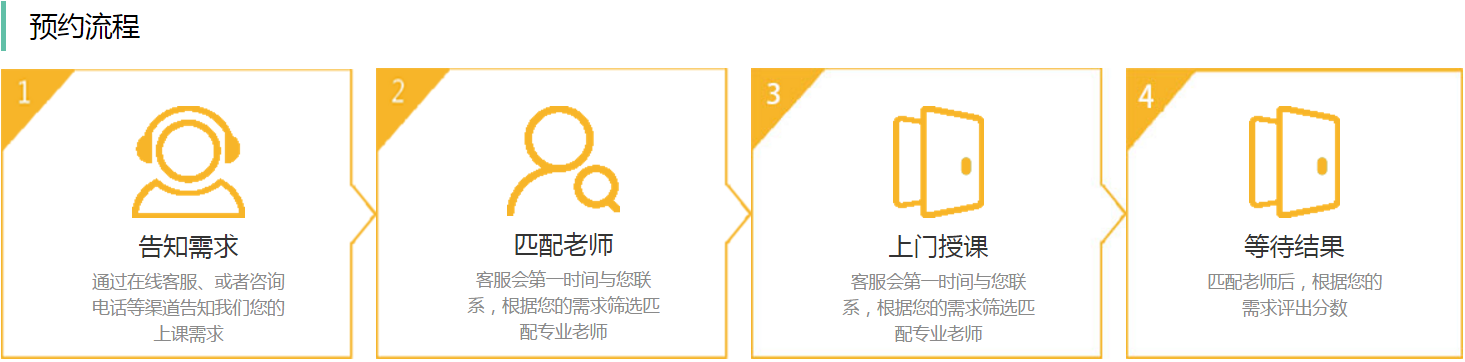 预约流程
1
告知需求
通过在线客服、或者咨询
电话等渠道告知我们您的
上课需求
2
匹配老师
客服会第一时间与您联
系，根据您的需求筛选匹
配专业老师
3
上门授课
客服会第一时间与您联
系，根据您的需求筛选匹
配专业老师
4
等待结果
匹配老师后，根据您的
需求评出分数